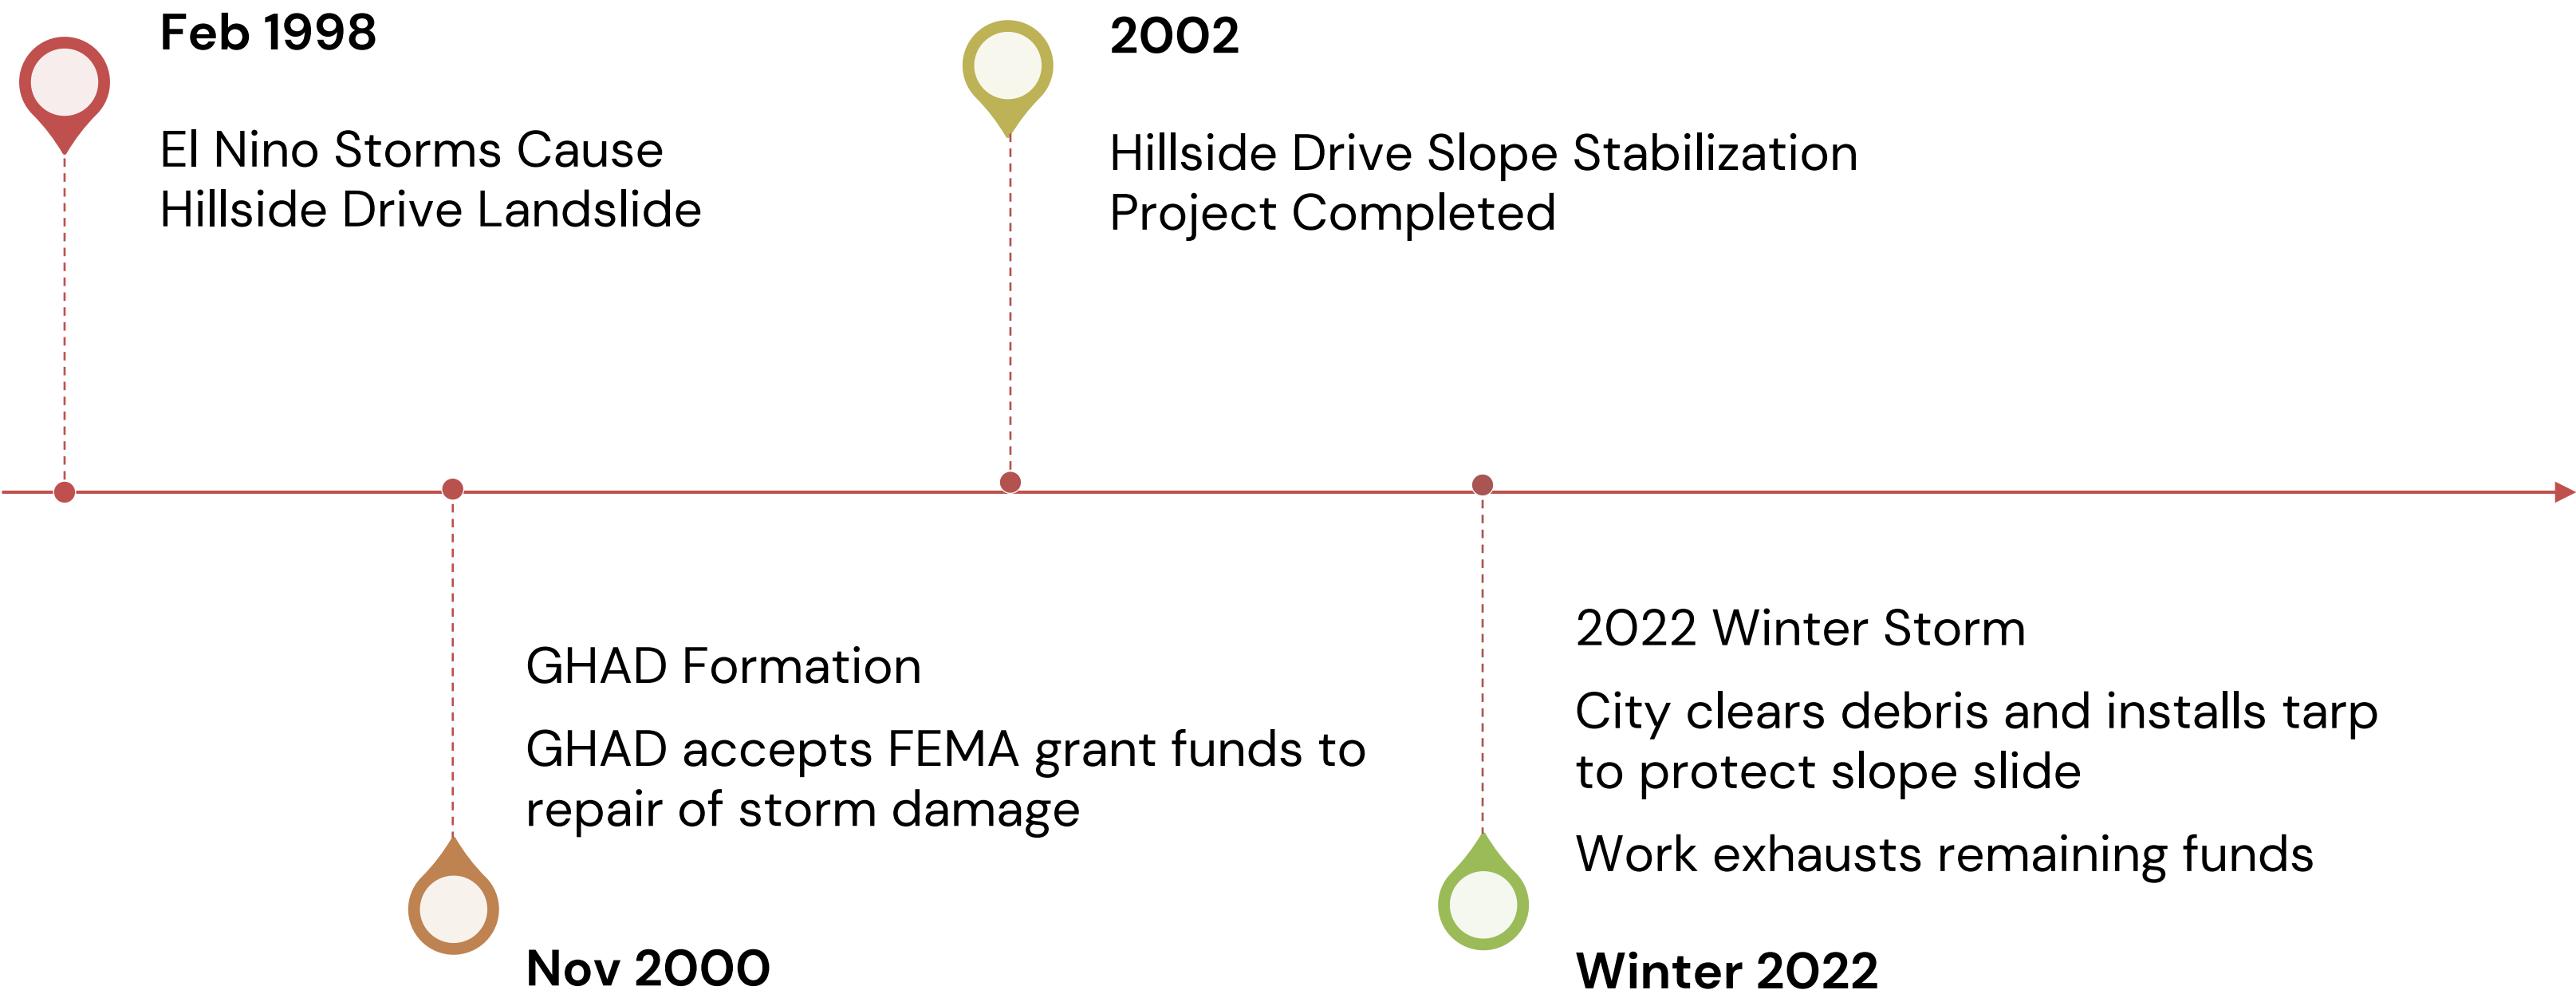 Feb 1998
El Nino Storms Cause
Hillside Drive Landslide
GHAD Formation
GHAD accepts FEMA grant funds to
repair of storm damage
Nov 2000
2002
Hillside Drive Slope Stabilization
Project Completed
2022 Winter Storm
City clears debris and installs tarp
to protect slope slide
Work exhausts remaining funds
Winter 2022